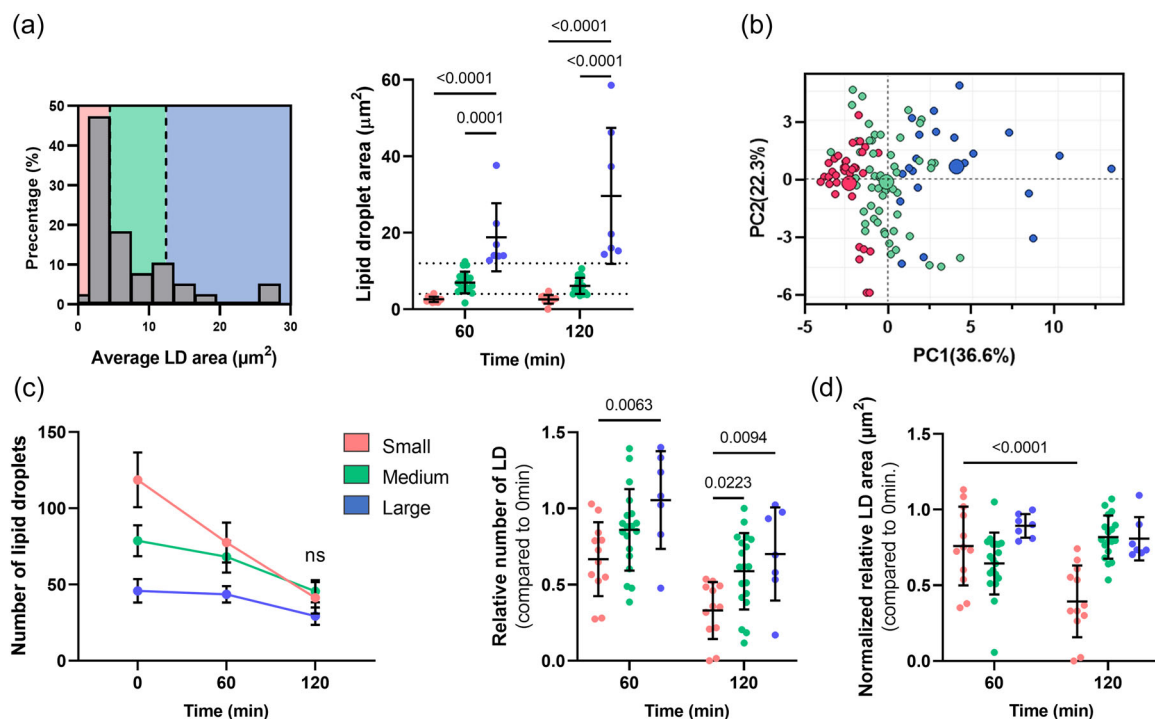 (a)
50
40
30
20
10
0
Precentage (%)
0
10
20
30
Average LD area (µm²)
<0.0001
<0.0001
<0.0001
0.0001
60
40
20
0
Lipid droplet area (µm²)
60
120
Time (min)
(b)
3
0
-3
-6
PC2(22.3%)
-5
0
5
10
PC1(36.6%)
(c)
150
100
50
0
Number of lipid droplets
ns
0
60
120
Time (min)
Small
Medium
Large
0.0063
0.0094
0.0223
1.5
1.0
0.5
0.0
Relative number of LD
(compared to 0min)
60
120
Time (min)
(d)
<0.0001
1.5
1.0
0.5
0.0
Normalized relative LD area (µm²)
(compared to 0min.)
60
120
Time (min)